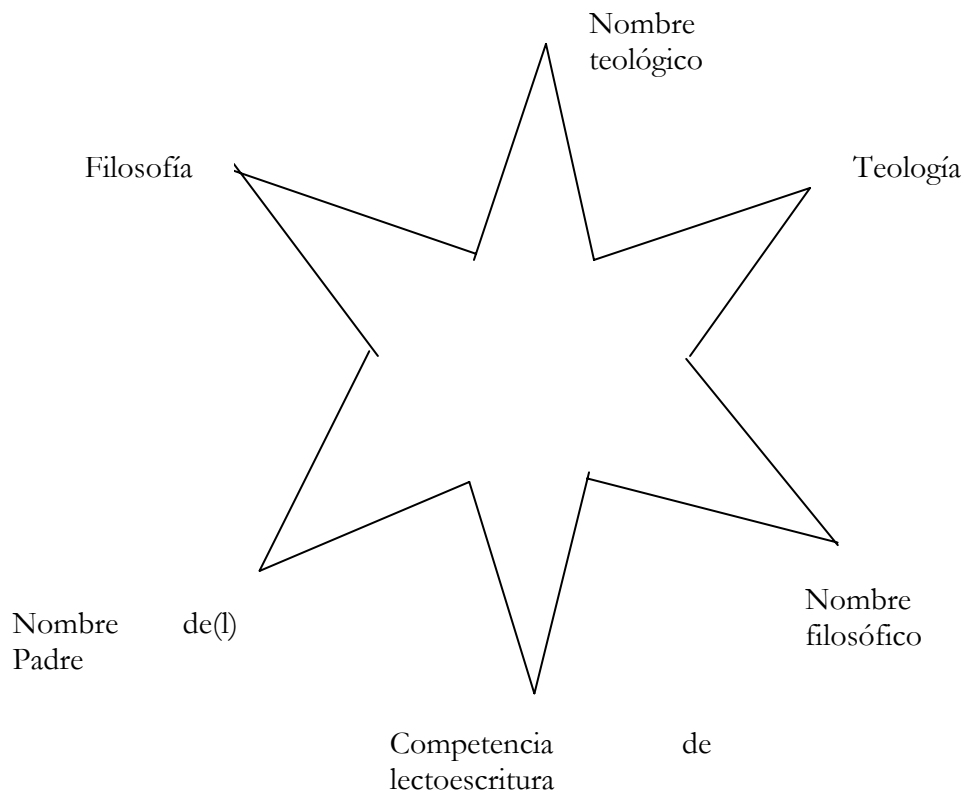 Nombre
teológico
Filosofía
Teología
Nombre
filosófico
Nombre de(l)
Padre
Competencia de
lectoescritura